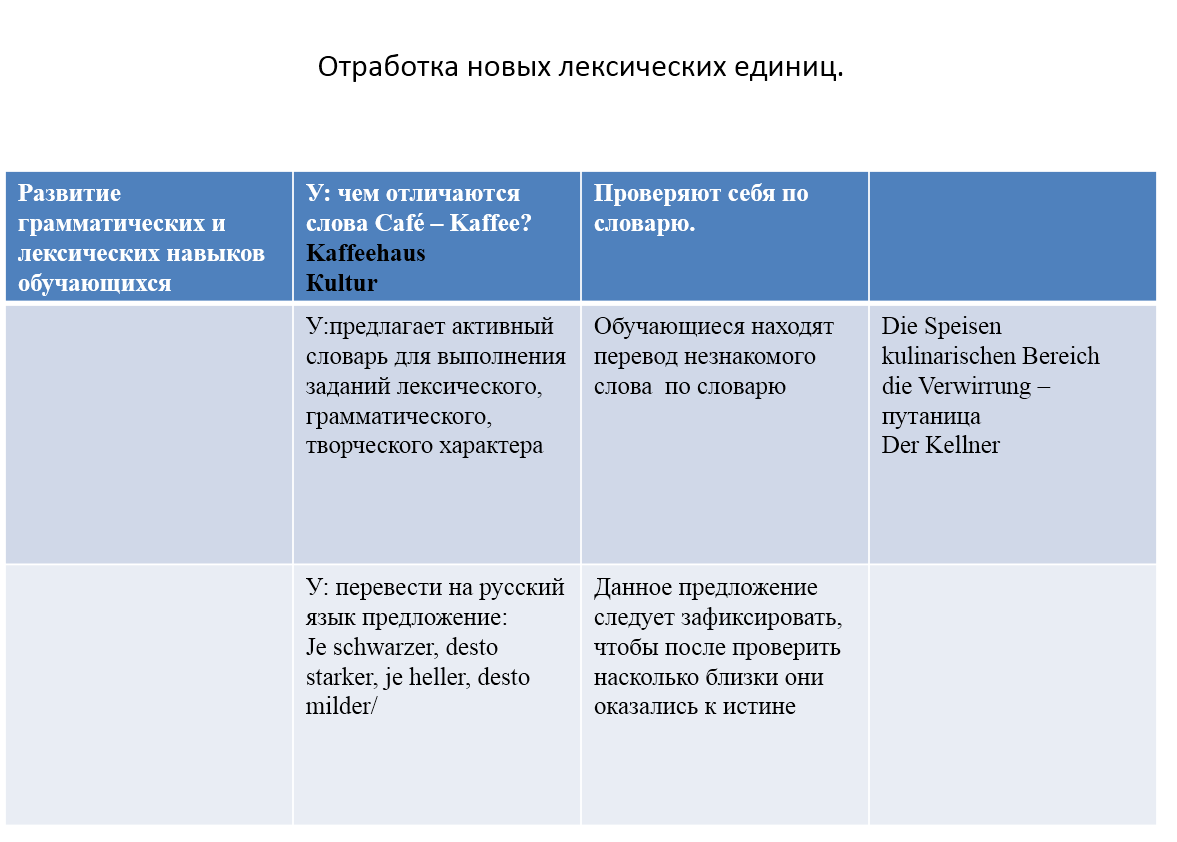 Отработка новых лексических единиц.
Развитие
грамматических и
лексических навыков
обучающихся
У: чем отличаются
слова Café – Kaffee?
Kaffeehaus
Kultur
Проверяют себя по
словарю.
У:предлагает активный
словарь для выполнения
заданий лексического,
грамматического,
творческого характера
Обучающиеся находят
перевод незнакомого
слова  по словарю
Die Speisen
kulinarischen Bereich
die Verwirrung –
путаница
Der Kellner
У: перевести на русский
язык предложение:
Je schwarzer, desto
starker, je heller, desto
milder/
Данное предложение
следует зафиксировать,
чтобы после проверить
насколько близки они
оказались к истине